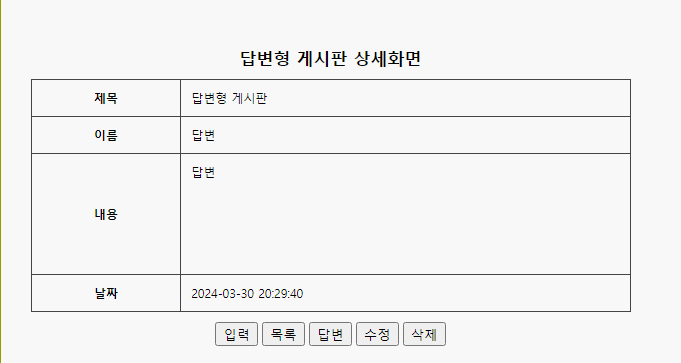 답변형 게시판 상세화면
제목 답변형 게시판
이름 답변
내용 답변
날짜 2024-03-30 20:29:40
입력 목록 답변 수정 삭제